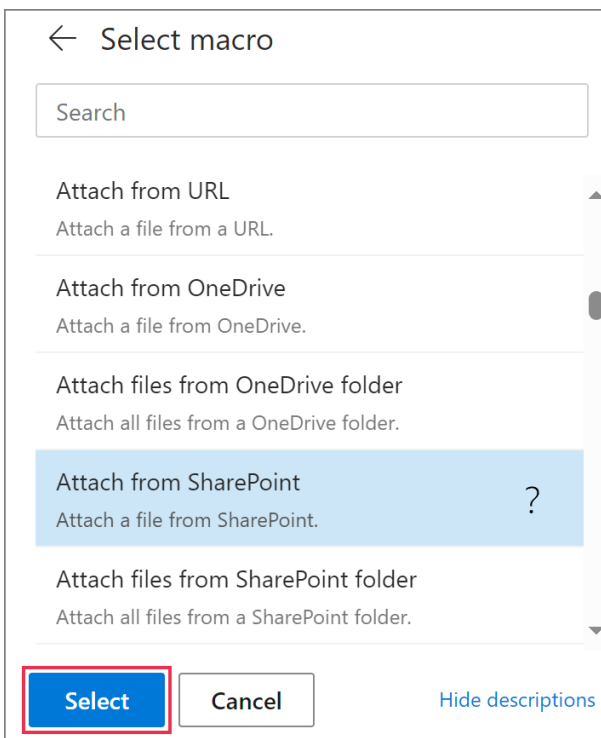 Select macro
Search
Attach from URL
Attach a file from a URL.
Attach from OneDrive
Attach a file from OneDrive.
Attach files from OneDrive folder
Attach all files from a OneDrive folder.
Attach from SharePoint
?
Attach a file from SharePoint.
Attach files from SharePoint folder
Attach all files from a SharePoint folder.
Select Cancel Hide descriptions